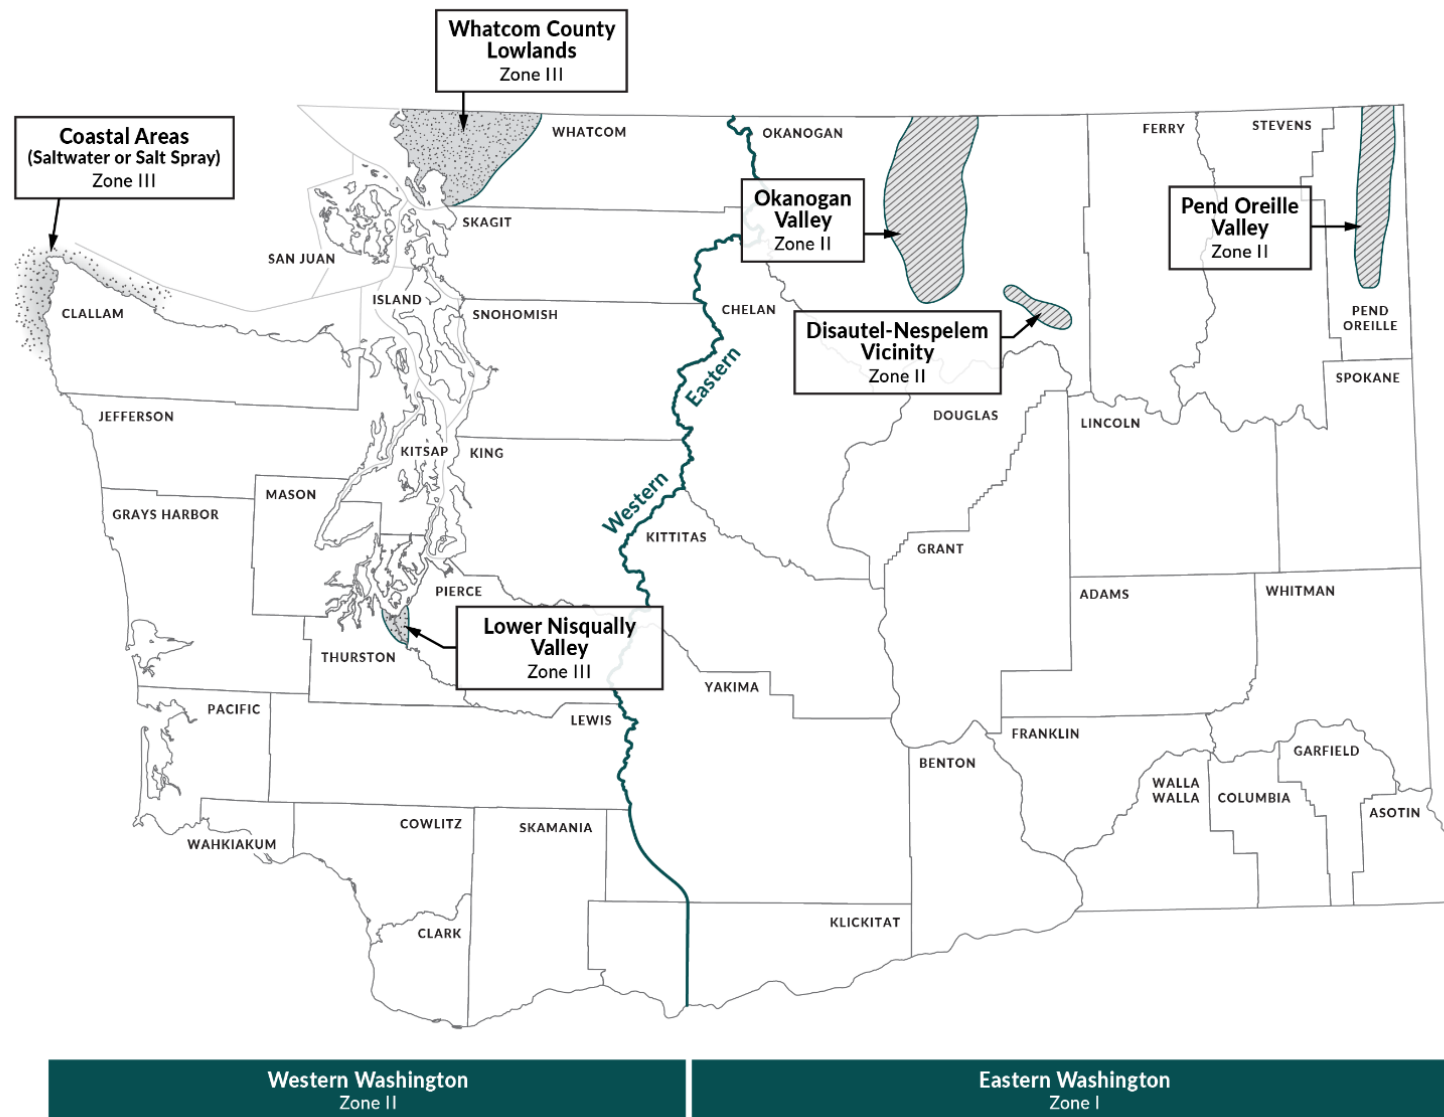 Whatcom County
Lowlands
Zone III
Coastal Areas
(Saltwater or Salt Spray)
Zone III
WHATCOM
OKANOGAN
FERRY
STEVENS
Okanogan
Valley
Zone II
Pend Oreille
Valley
Zone II
SKAGIT
SAN JUAN
ISLAND
CLALLAM
SNOHOMISH
CHELAN
PEND
OREILLE
Disautel-Nespelem
Vicinity
Zone II
Eastern
SPOKANE
JEFFERSON
DOUGLAS
LINCOLN
KITSAP
KING
MASON
Western
GRAYS HARBOR
KITTITAS
GRANT
PIERCE
ADAMS
WHITMAN
Lower Nisqually
Valley
Zone III
THURSTON
YAKIMA
PACIFIC
LEWIS
FRANKLIN
GARFIELD
BENTON
WALLA
WALLA
COLUMBIA
ASOTIN
COWLITZ
SKAMANIA
WAHKIAKUM
KLICKITAT
CLARK
Western Washington
Zone II
Eastern Washington
Zone I